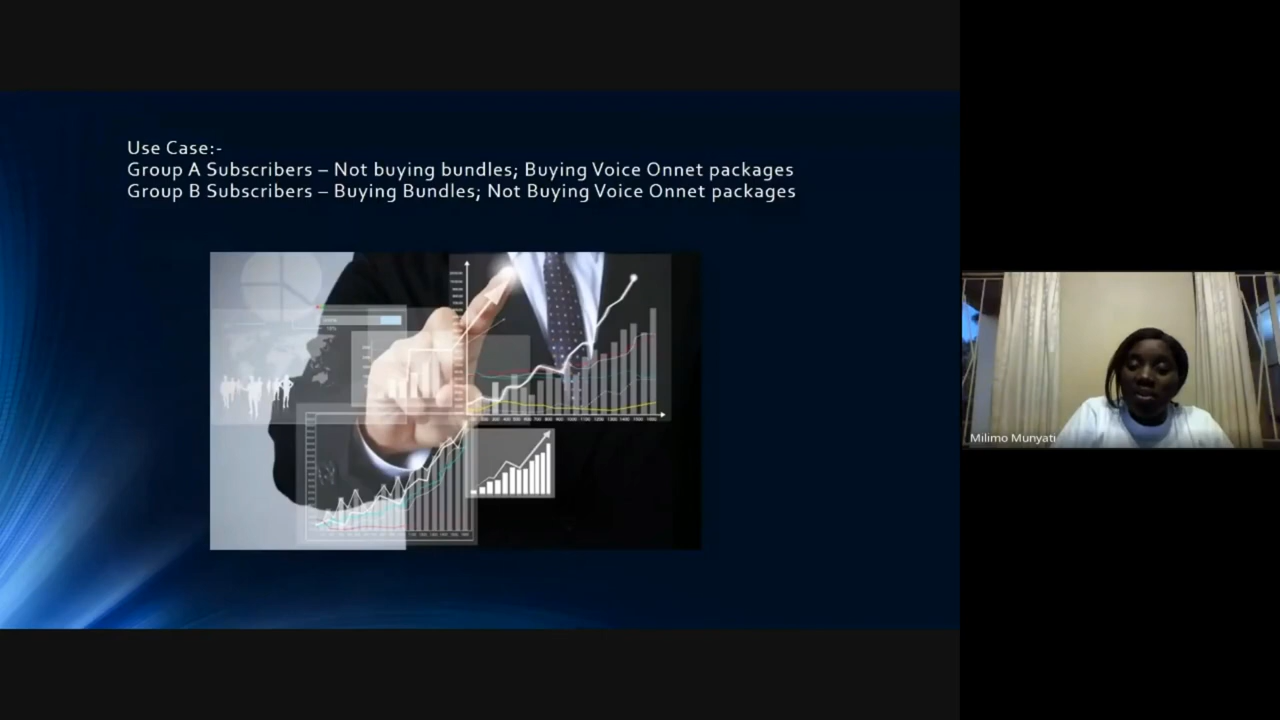 Use Case:-
Group A Subscribers – Not buying bundles; Buying Voice Onnet packages
Group B Subscribers – Buying Bundles; Not Buying Voice Onnet packages
Milimo Munyati